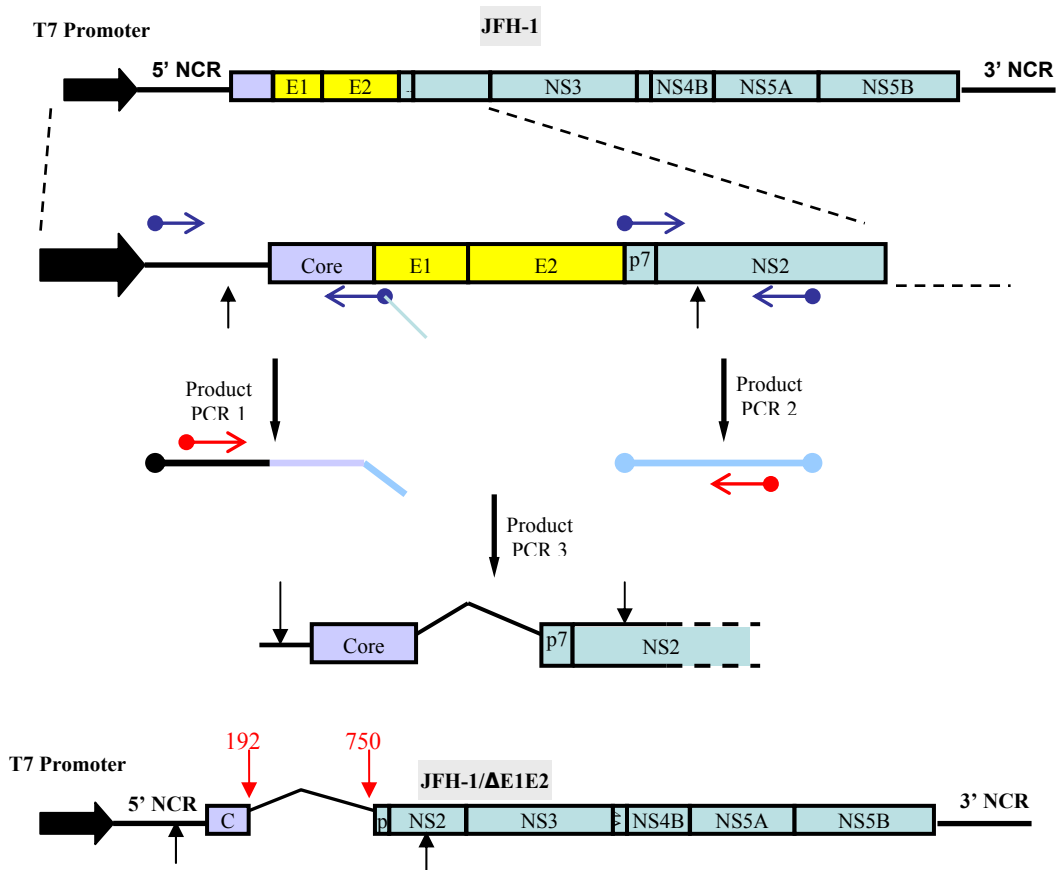 JFH-1
T7 Promoter
5’ NCR
3’ NCR
E1
E2
NS3
NS4B
NS5A
NS5B
Core
E1
E2
p7
NS2
Product
PCR 1
Product
PCR 2
Product
PCR 3
Core
p7
NS2
192
750
T7 Promoter
JFH-1/ΔE1E2
5’ NCR
3’ NCR
C
p
NS2
NS3
NS4B
NS5A
NS5B